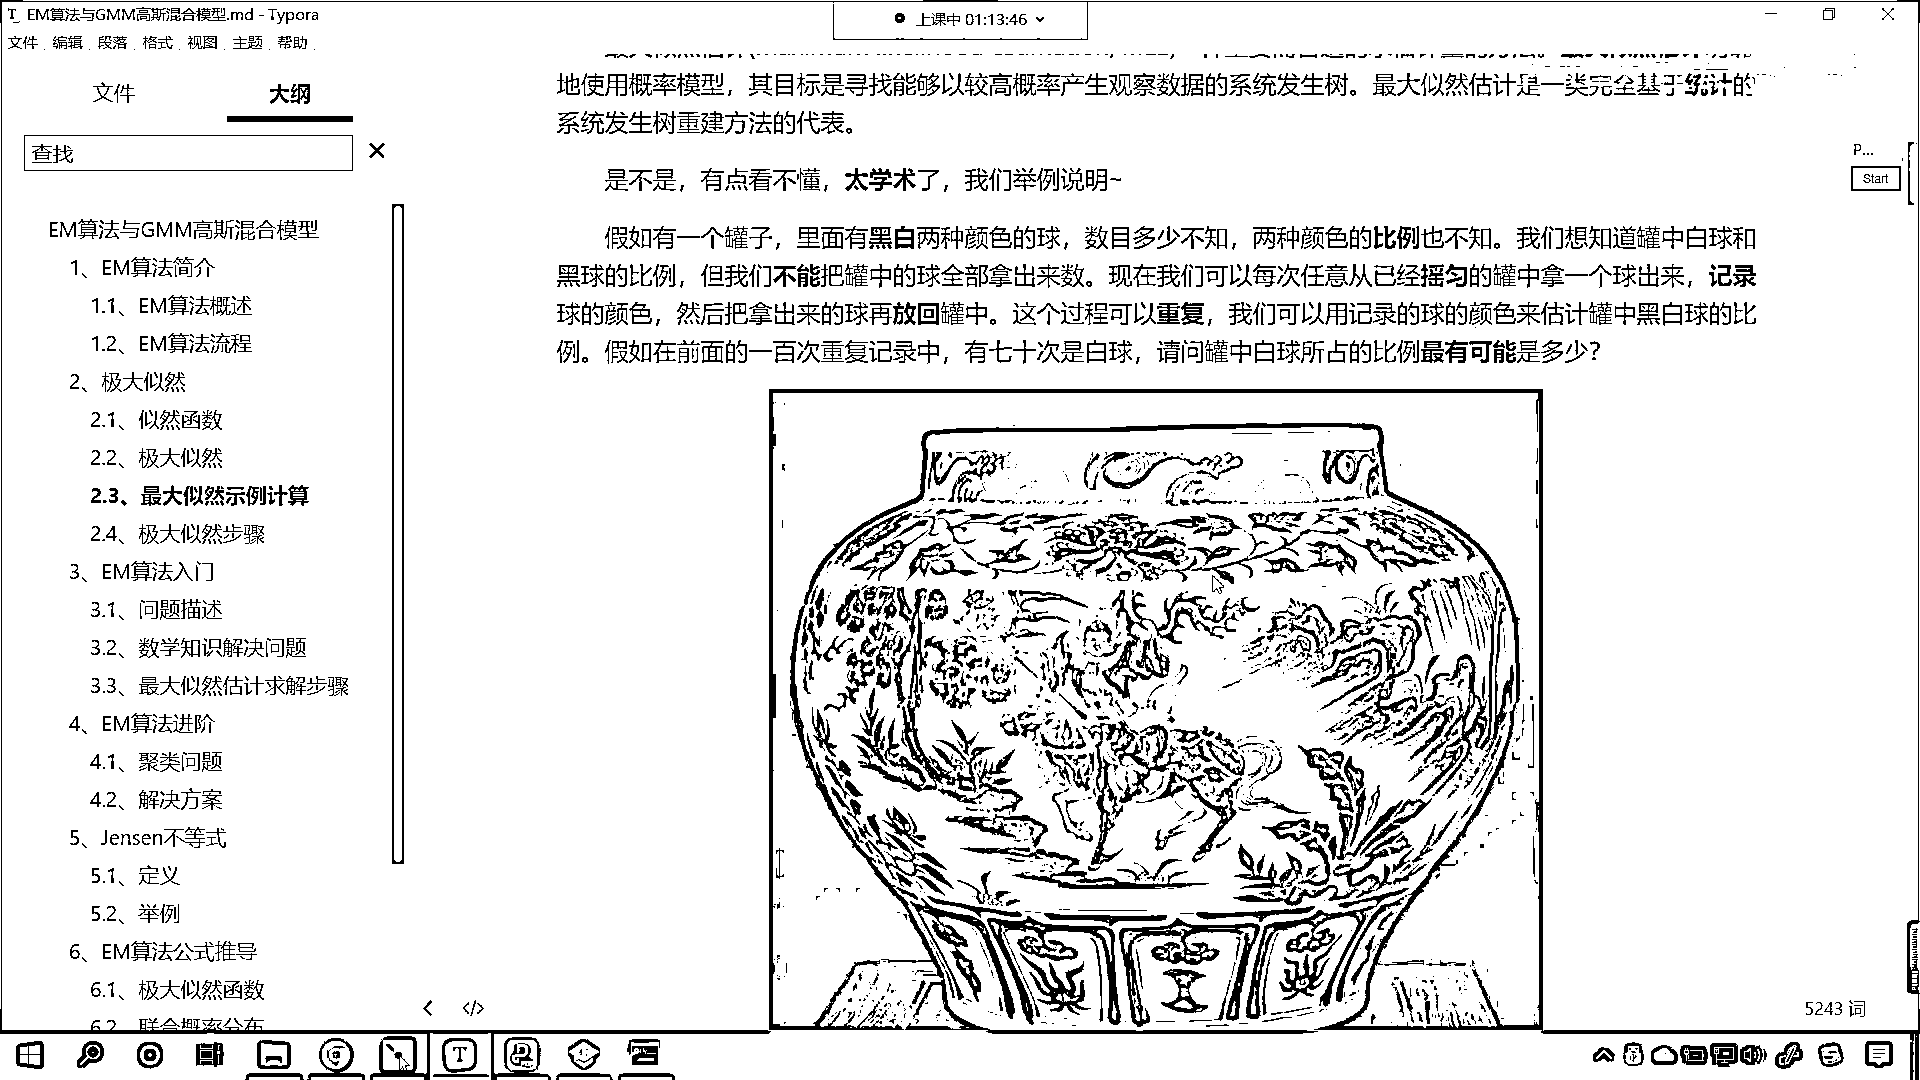 EM算法与GMM高斯混合模型.md - Typora
上课中 01:13:46
文件 编辑 段落 格式 视图 主题 帮助
文件 大纲
查找
EM算法与GMM高斯混合模型
1、EM算法简介
1.1、EM算法概述
1.2、EM算法流程
2、极大似然
2.1、似然函数
2.2、极大似然
2.3、最大似然示例计算
2.4、极大似然步骤
3、EM算法入门
3.1、问题描述
3.2、数学知识解决问题
3.3、最大似然估计求解步骤
4、EM算法进阶
4.1、聚类问题
4.2、解决方案
5、Jensen不等式
5.1、定义
5.2、举例
6、EM算法公式推导
6.1、极大似然函数
6.2、联合概率分布
地使用概率模型，其目标是寻找能够以较高概率产生观察数据的系统发生树。最大似然估计是一类完全基于统计的
系统发生树重建方法的代表。
是不是，有点看不懂，太学术了，我们举例说明~
假如有一个罐子，里面有黑白两种颜色的球，数目多少不知，两种颜色的比例也不知。我们想知道罐中白球和
黑球的比例，但我们不能把罐中的球全部拿出来数。现在我们可以每次任意从已经摇匀的罐中拿一个球出来，记录
球的颜色，然后把拿出来的球再放回罐中。这个过程可以重复，我们可以用记录的球的颜色来估计罐中黑白球的比
例。假如在前面的一百次重复记录中，有七十次是白球，请问罐中白球所占的比例最有可能是多少？
P...
Start
5243 词